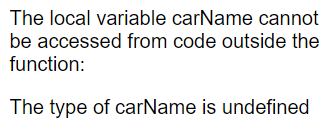 The local variable carName cannot
be accessed from code outside the
function:
The type of carName is undefined